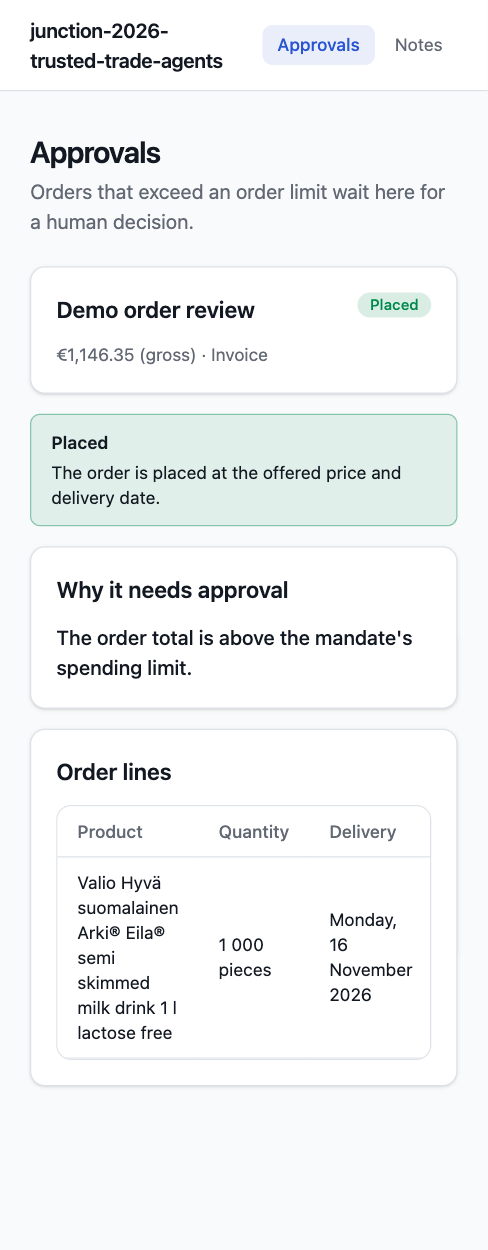 junction-2026-
trusted-trade-agents
Approvals
Notes
Approvals
Orders that exceed an order limit wait here for
a human decision.
Demo order review
Placed
€1,146.35 (gross) · Invoice
Placed
The order is placed at the offered price and
delivery date.
Why it needs approval
The order total is above the mandate's
spending limit.
Order lines
Product
Quantity
Delivery
Valio Hyvä
suomalainen
Arki® Eila®
semi
skimmed
milk drink 1 l
lactose free
1 000
pieces
Monday,
16
November
2026